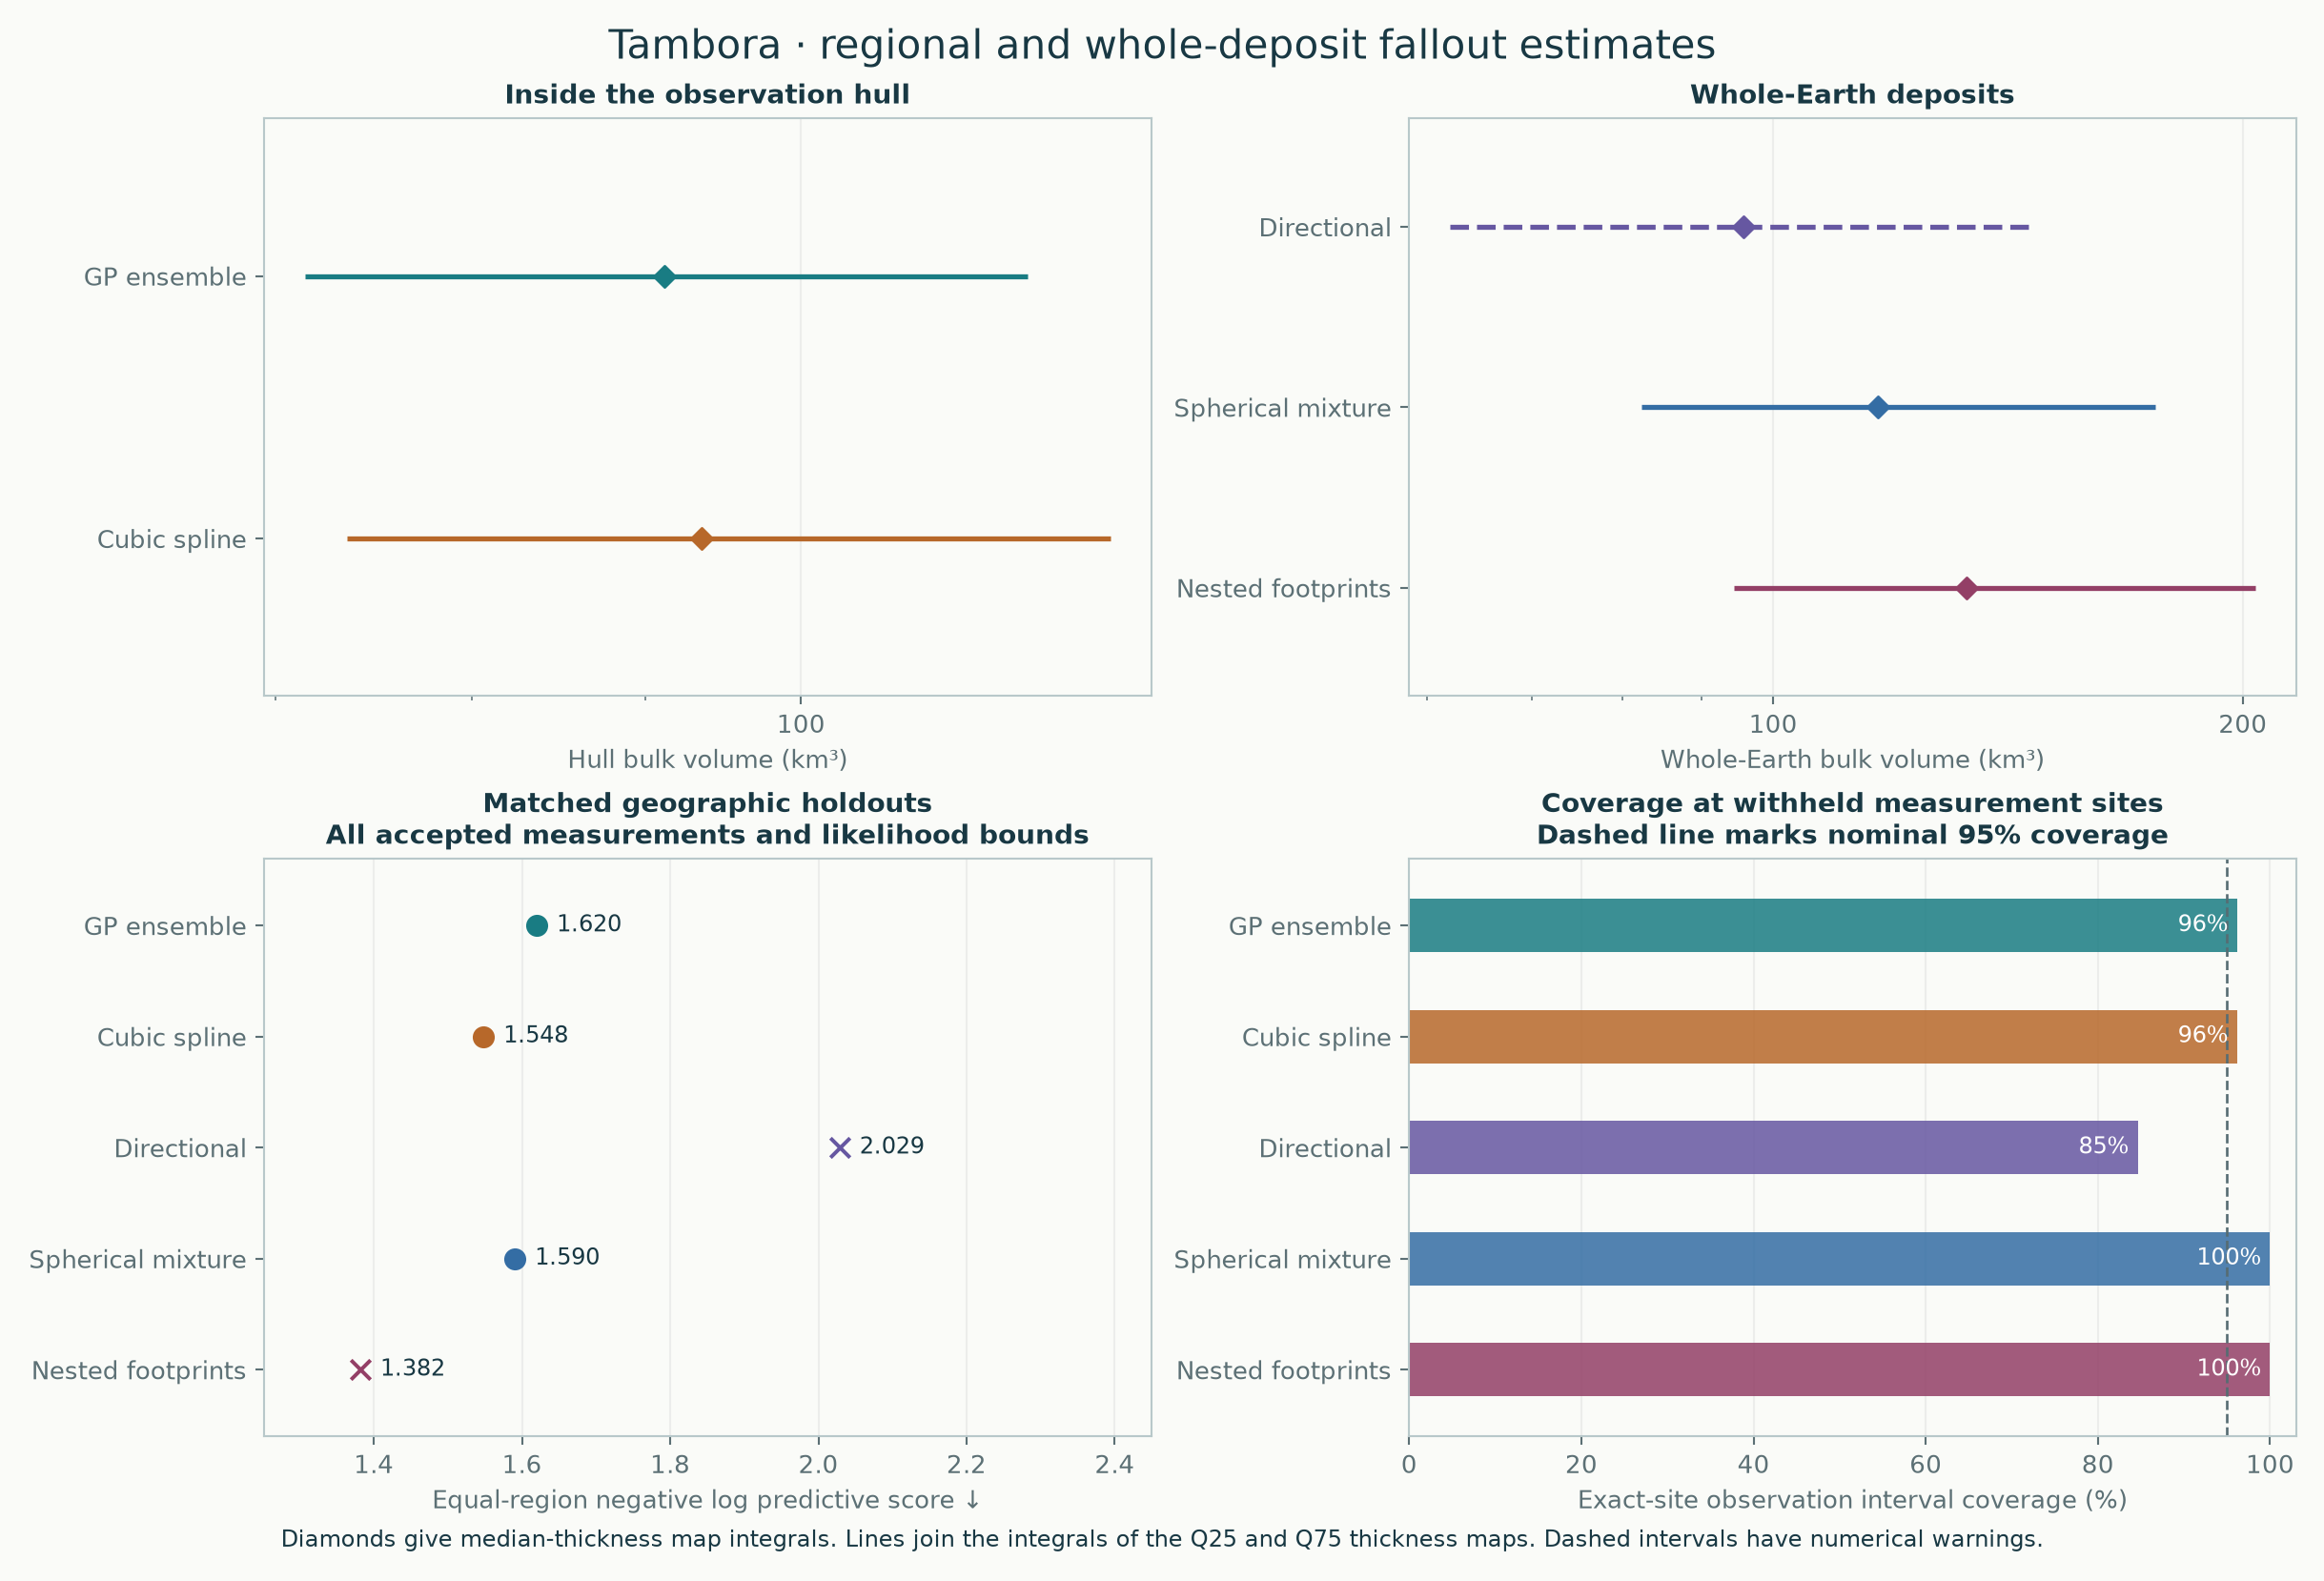 Tambora · regional and whole-deposit fallout estimates
Inside the observation hull
GP ensemble
Cubic spline
100
Hull bulk volume (km³)
Whole-Earth deposits
Directional
Spherical mixture
Nested footprints
100
200
Whole-Earth bulk volume (km³)
Matched geographic holdouts
All accepted measurements and likelihood bounds
GP ensemble
1.620
Cubic spline
1.548
Directional
2.029
Spherical mixture
1.590
Nested footprints
1.382
1.4
1.6
1.8
2.0
2.2
2.4
Equal-region negative log predictive score ↓
Coverage at withheld measurement sites
Dashed line marks nominal 95% coverage
GP ensemble
96%
Cubic spline
96%
Directional
85%
Spherical mixture
100%
Nested footprints
100%
0
20
40
60
80
100
Exact-site observation interval coverage (%)
Diamonds give median-thickness map integrals. Lines join the integrals of the Q25 and Q75 thickness maps. Dashed intervals have numerical warnings.